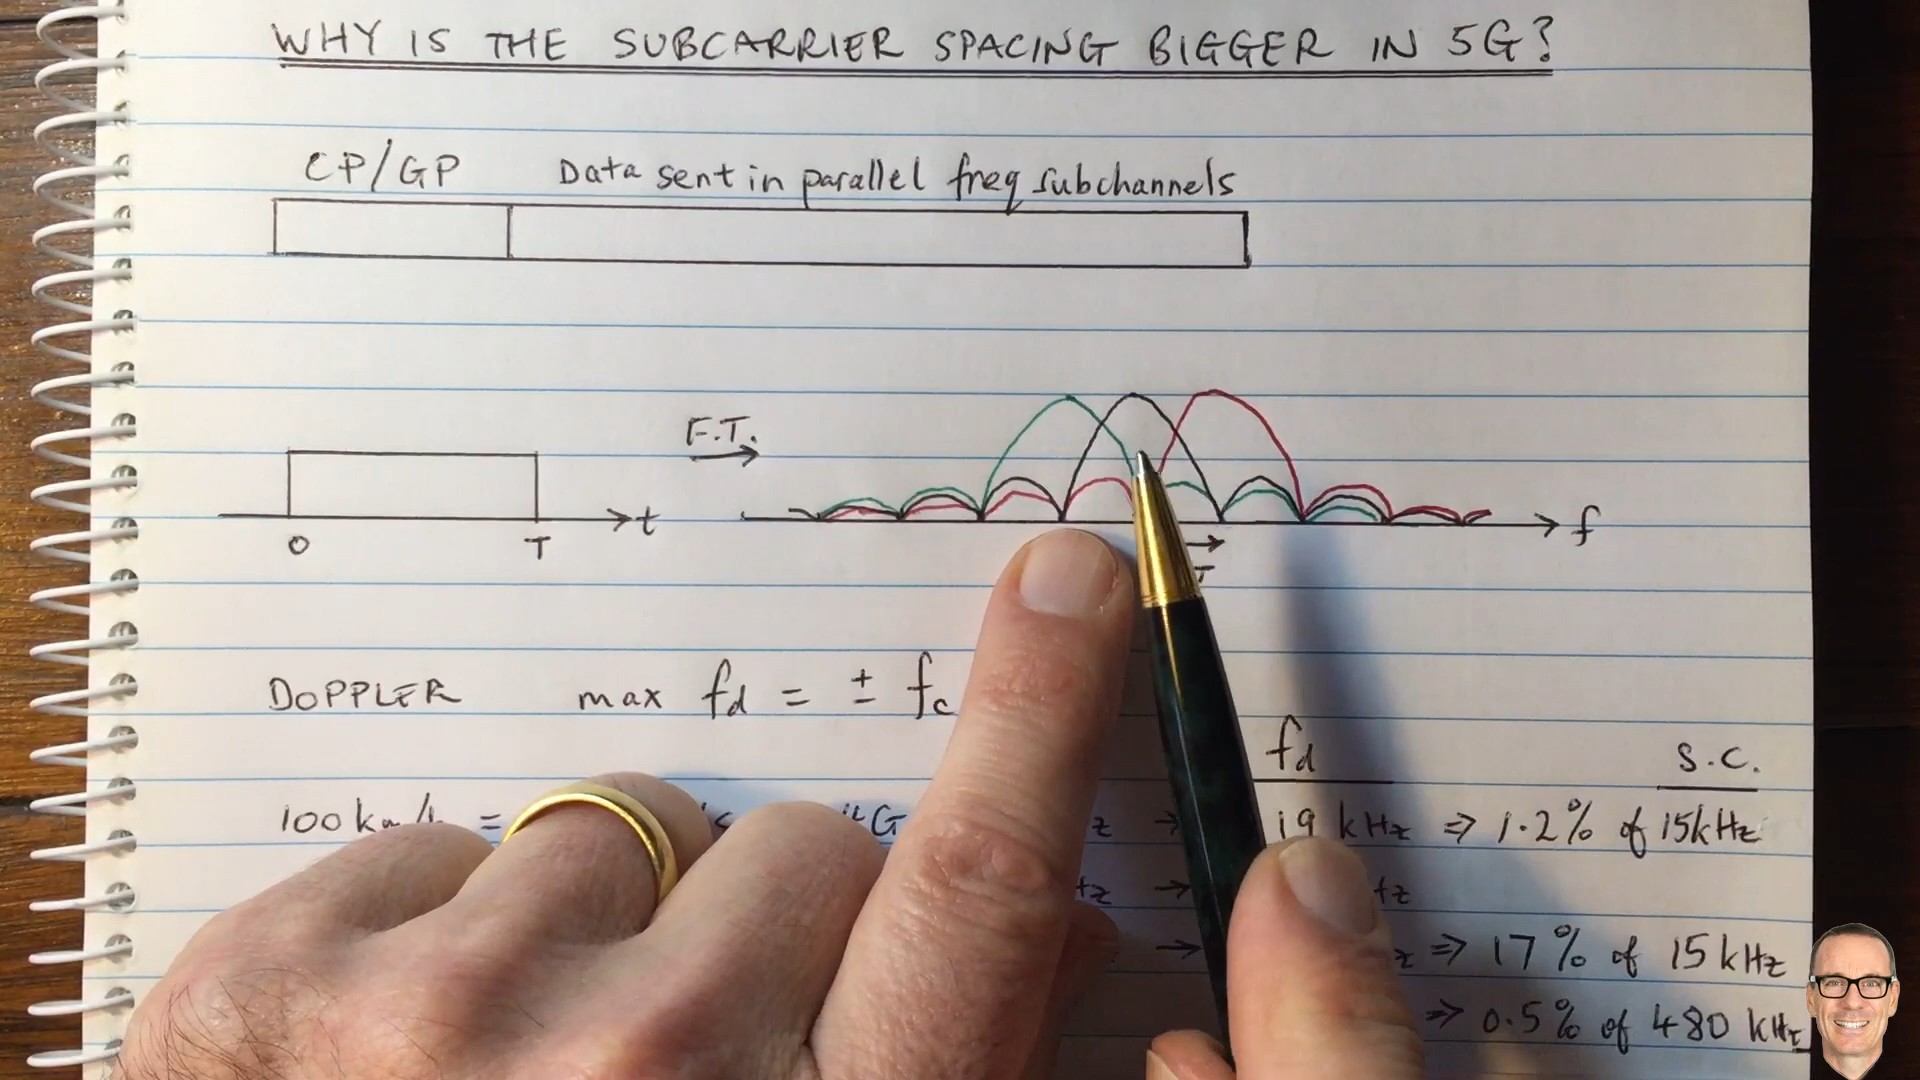 WHY IS THE SUBCARRIER SPACING BIGGER IN 5G?
CP/GP Data sent in parallel freq subchannels
F.T.
t
f
0 T
T
DOPPLER max fd = ± fc
fd S.C.
100 km/h = 19 kHz ⇒ 1.2% of 15kHz
→
→ ⇒ 17% of 15 kHz
⇒ 0.5% of 480 kHz